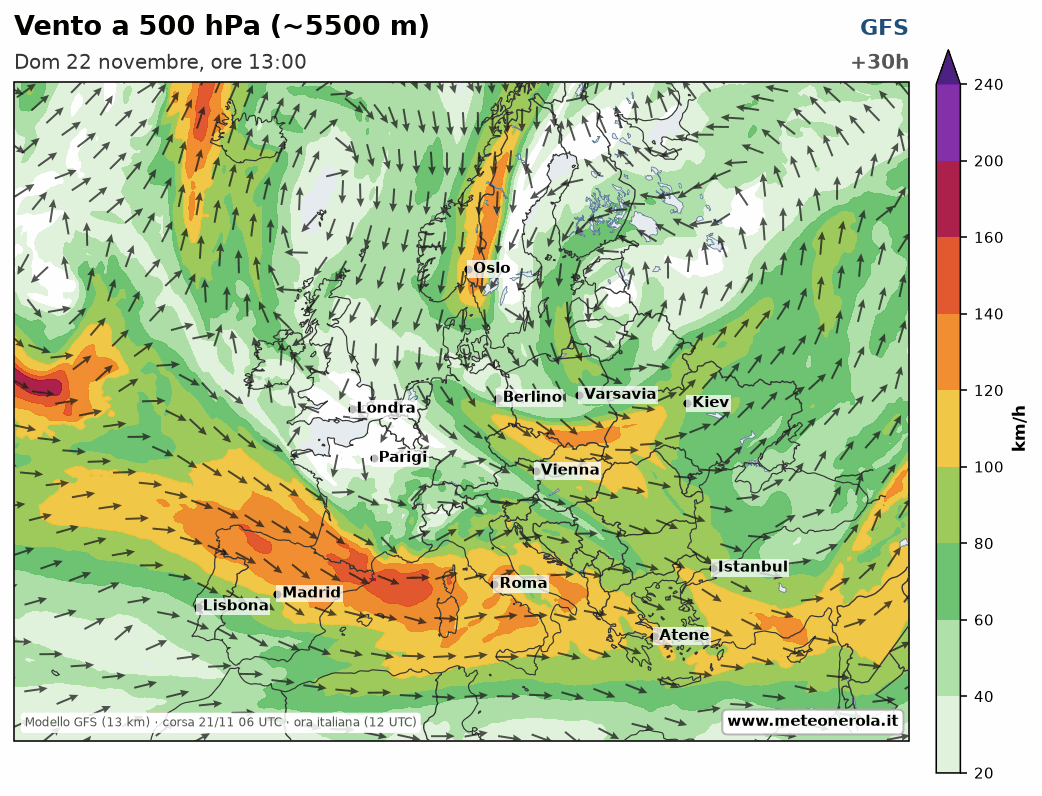 Vento a 500 hPa (~5500 m)
GFS
Dom 22 novembre, ore 13:00
+30h
240
200
160
140
120
100
80
60
40
20
km/h
Oslo
Berlino
Varsavia
Kiev
Londra
Parigi
Vienna
Istanbul
Roma
Madrid
Lisbona
Atene
Modello GFS (13 km) · corsa 21/11 06 UTC · ora italiana (12 UTC)
www.meteonerola.it